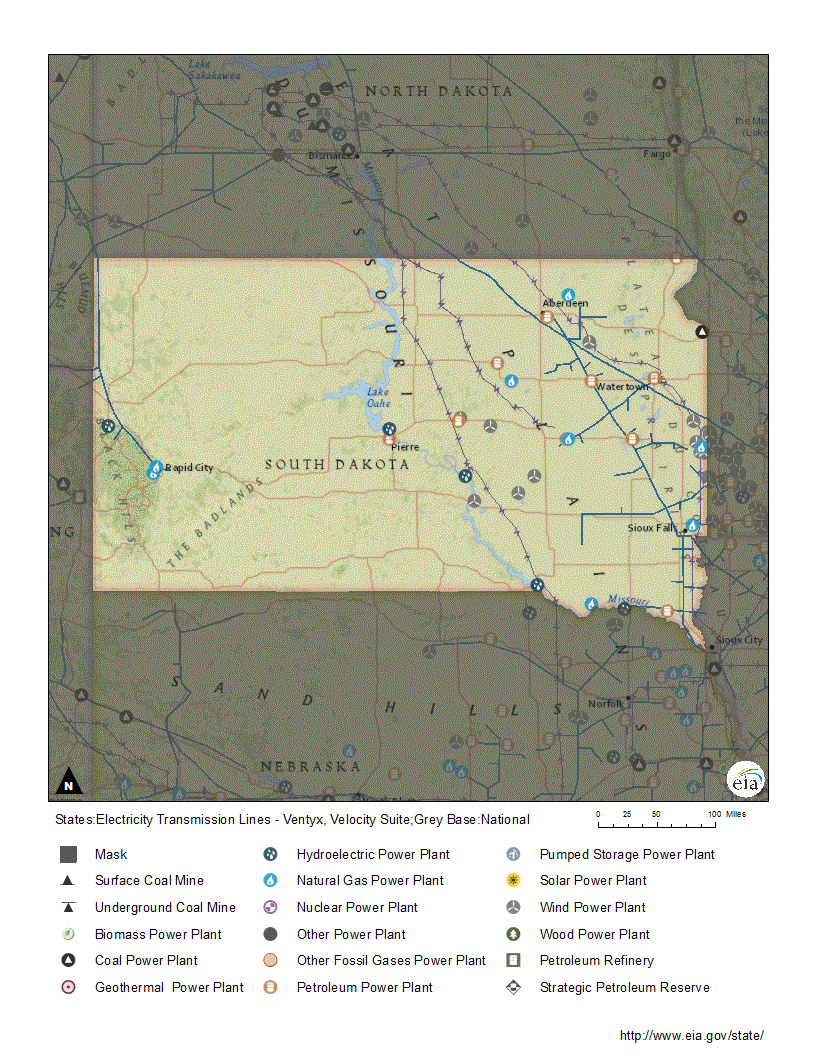 Lake
Sakakawea
NORTH DAKOTA
Bismarck
Fargo
Missouri
Aberdeen
Lake
Oahe
Watertown
Pierre
Rapid City
SOUTH DAKOTA
BLACK HILLS
THE BADLANDS
MISSOURI
Sioux Falls
Missouri
Sioux City
Norfolk
SAND HILLS
NEBRASKA
N
eia
States:Electricity Transmission Lines - Ventyx, Velocity Suite;Grey Base:National
0 25 50 100 Miles
Mask
Hydroelectric Power Plant
Pumped Storage Power Plant
Surface Coal Mine
Natural Gas Power Plant
Solar Power Plant
Underground Coal Mine
Nuclear Power Plant
Wind Power Plant
Biomass Power Plant
Other Power Plant
Wood Power Plant
Coal Power Plant
Other Fossil Gases Power Plant
Petroleum Refinery
Geothermal Power Plant
Petroleum Power Plant
Strategic Petroleum Reserve
http://www.eia.gov/state/